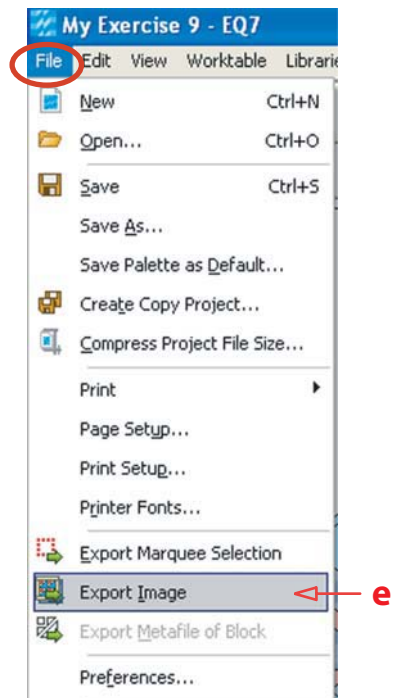 My Exercise 9 - EQ7
File Edit View Worktable Librarie
New Ctrl+N
Open... Ctrl+O
Save Ctrl+S
Save As...
Save Palette as Default...
Create Copy Project...
Compress Project File Size...
Print
Page Setup...
Print Setup...
Printer Fonts...
Export Marquee Selection
Export Image e
Export Metafile of Block
Preferences...